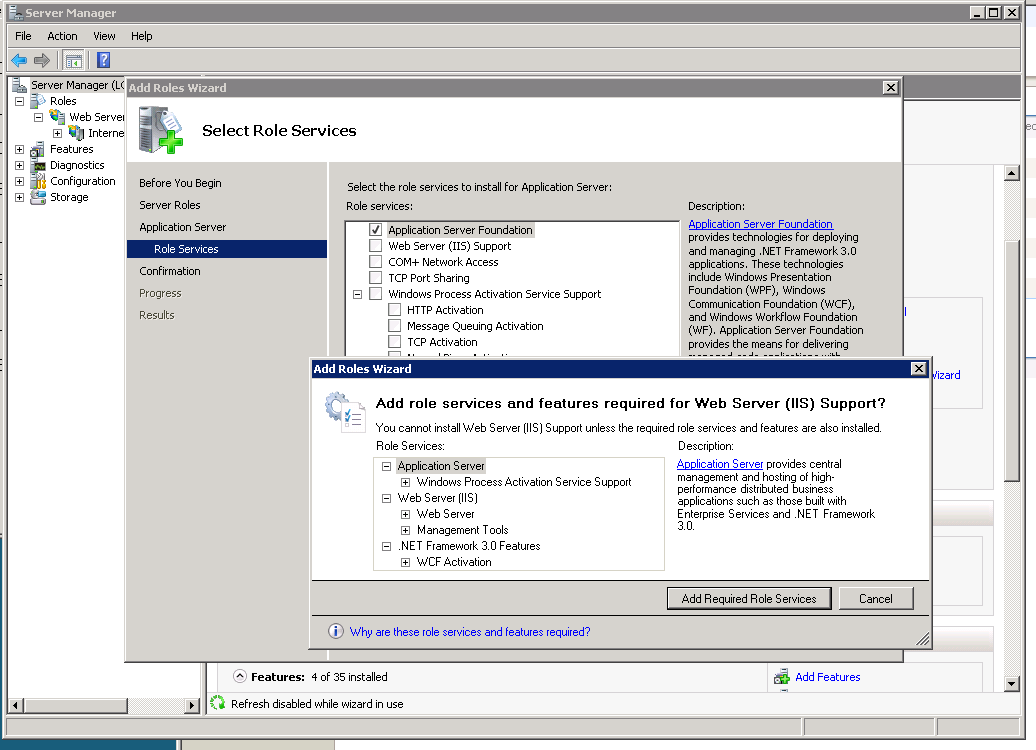 Server Manager
File Action View Help
Server Manager (LO
Roles
Web Server
Interne
Features
Diagnostics
Configuration
Storage
Add Roles Wizard
Select Role Services
Before You Begin
Server Roles
Application Server
Role Services
Confirmation
Progress
Results
Select the role services to install for Application Server:
Role services:
Application Server Foundation
Web Server (IIS) Support
COM+ Network Access
TCP Port Sharing
Windows Process Activation Service Support
HTTP Activation
Message Queuing Activation
TCP Activation
Description:
Application Server Foundation
provides technologies for deploying
and managing .NET Framework 3.0
applications. These technologies
include Windows Presentation
Foundation (WPF), Windows
Communication Foundation (WCF),
and Windows Workflow Foundation
(WF). Application Server Foundation
provides the means for delivering
managed-code applications with
Wizard
Add Roles Wizard
Add role services and features required for Web Server (IIS) Support?
You cannot install Web Server (IIS) Support unless the required role services and features are also installed.
Role Services:
Application Server
Windows Process Activation Service Support
Web Server (IIS)
Web Server
Management Tools
.NET Framework 3.0 Features
WCF Activation
Description:
Application Server provides central
management and hosting of high-
performance distributed business
applications such as those built with
Enterprise Services and .NET Framework
3.0.
Add Required Role Services
Cancel
Why are these role services and features required?
Features: 4 of 35 installed
Add Features
Refresh disabled while wizard in use